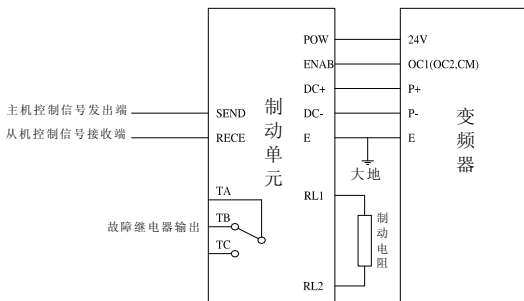 POW
24V
ENAB
OC1(OC2,CM)
DC+
P+
主机控制信号发出端
SEND
DC-
P-
从机控制信号接收端
RECE
E
E
制动单元
变频器
大地
TA
RL1
故障继电器输出
TB
制动电阻
TC
RL2